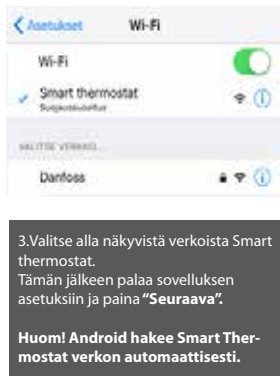 Asetukset Wi-Fi
Wi-Fi
Smart thermostat
Suojaamaton
VALITSE VERKKO...
Danfoss
3.Valitse alla näkyvistä verkoista Smart
thermostat.
Tämän jälkeen palaa sovelluksen
asetuksiin ja paina “Seuraava”.
Huom! Android hakee Smart Ther-
mostat verkon automaattisesti.